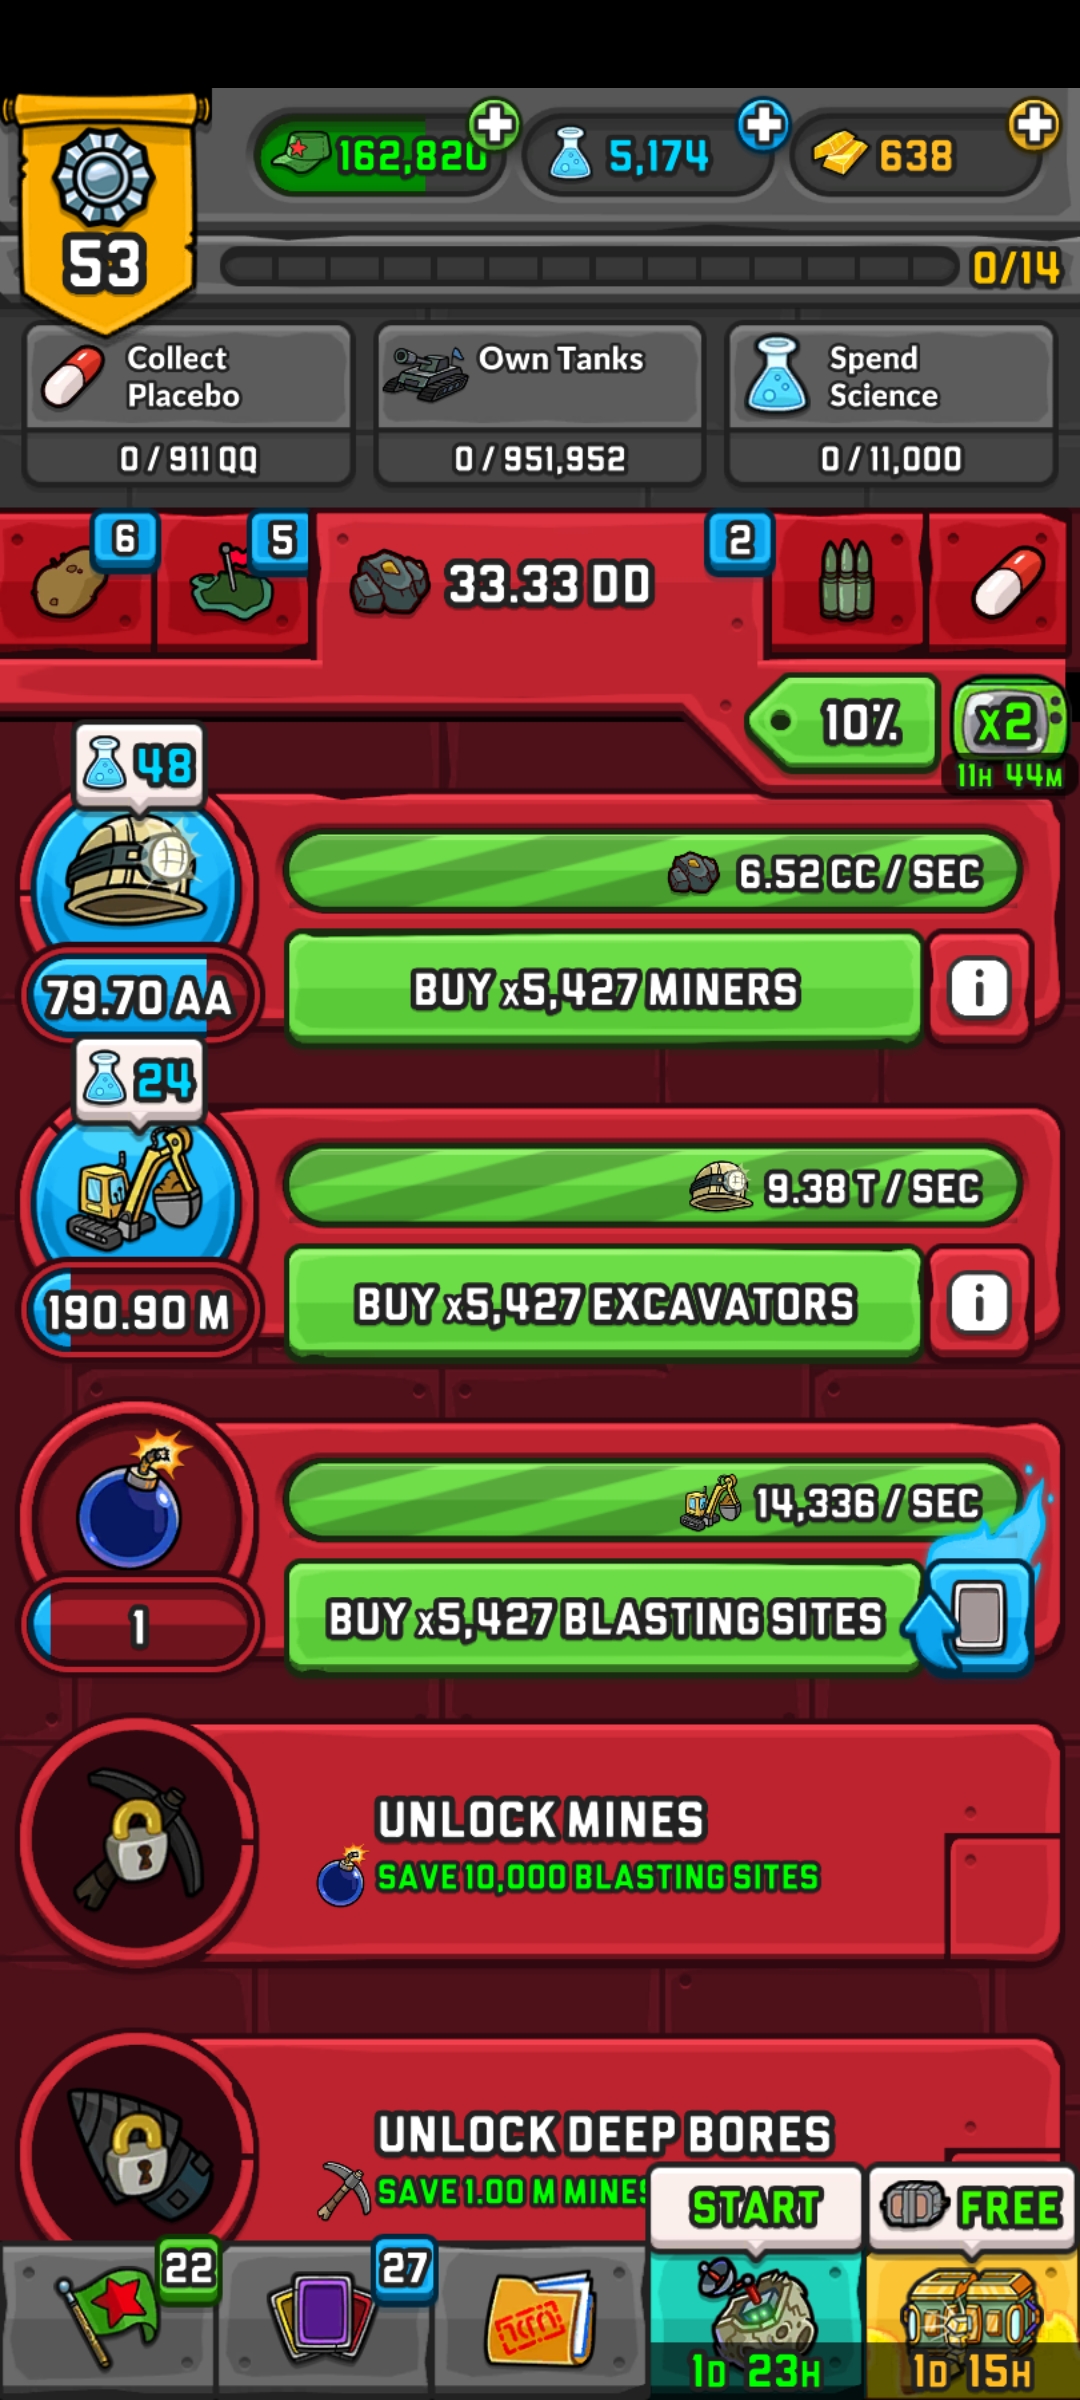 162,820
5,174
638
53
0/14
Collect
Placebo
Own Tanks
Spend
Science
0 / 911 QQ
0 / 951,952
0 / 11,000
6
5
33.33 DD
2
10%
x2
11H 44M
48
6.52 CC / SEC
79.70 AA
BUY x5,427 MINERS
i
24
9.38 T / SEC
190.90 M
BUY x5,427 EXCAVATORS
i
14,336 / SEC
1
BUY x5,427 BLASTING SITES
UNLOCK MINES
SAVE 10,000 BLASTING SITES
UNLOCK DEEP BORES
SAVE 1.00 M MINES
START
FREE
22
27
1D 23H
1D 15H